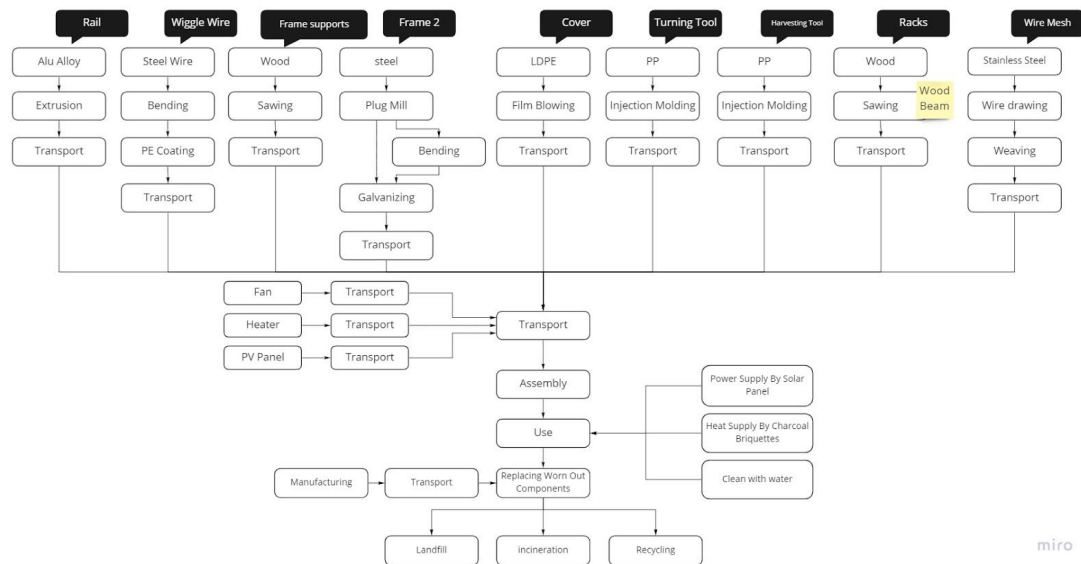 Rail
Wiggle Wire
Frame supports
Frame 2
Cover
Turning Tool
Harvesting Tool
Racks
Wire Mesh
Alu Alloy
Steel Wire
Wood
steel
LDPE
PP
PP
Wood
Stainless Steel
Extrusion
Bending
Sawing
Plug Mill
Film Blowing
Injection Molding
Injection Molding
Sawing
Wood
Beam
Wire drawing
Transport
PE Coating
Transport
Bending
Transport
Transport
Transport
Transport
Weaving
Transport
Galvanizing
Transport
Transport
Fan
Transport
Heater
Transport
Transport
PV Panel
Transport
Assembly
Power Supply By Solar
Panel
Use
Heat Supply By Charcoal
Briquettes
Manufacturing
Transport
Replacing Worn Out
Components
Clean with water
Landfill
incineration
Recycling
miro